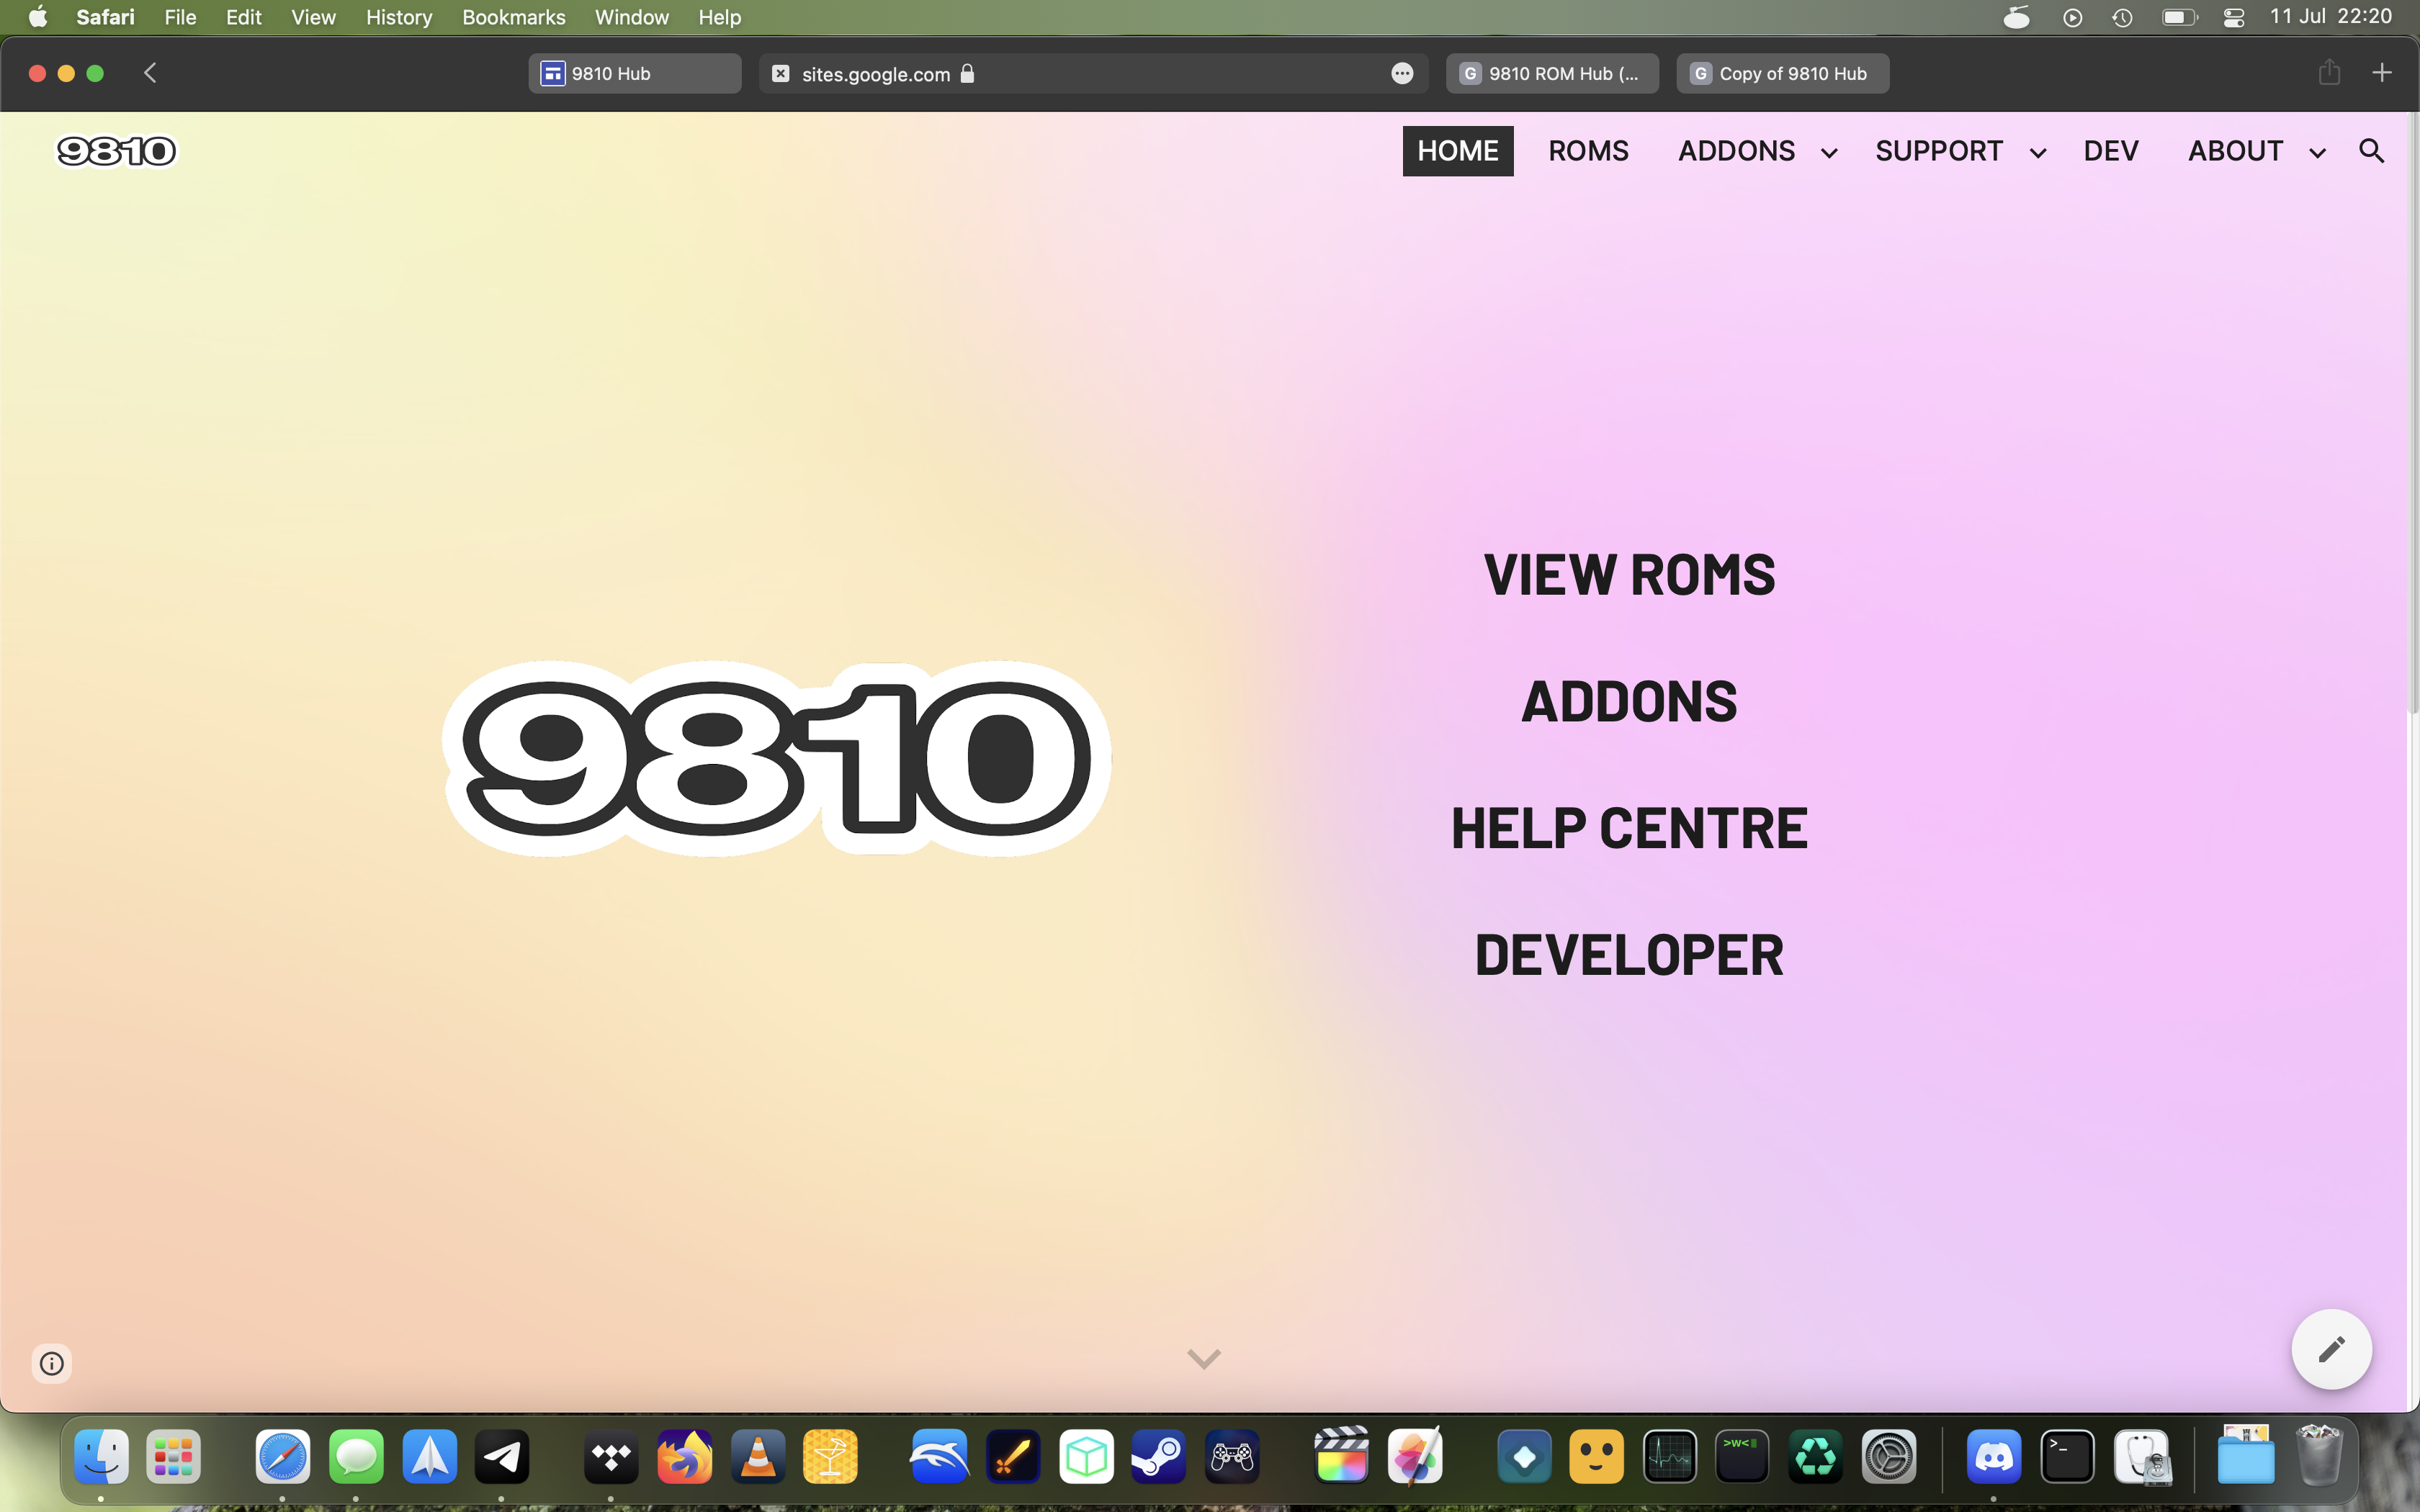 Safari File Edit View History Bookmarks Window Help 11 Jul 22:20
9810 Hub sites.google.com G 9810 ROM Hub (... G Copy of 9810 Hub
9810 HOME ROMS ADDONS SUPPORT DEV ABOUT
VIEW ROMS
ADDONS
9810
HELP CENTRE
DEVELOPER
>w<
>_